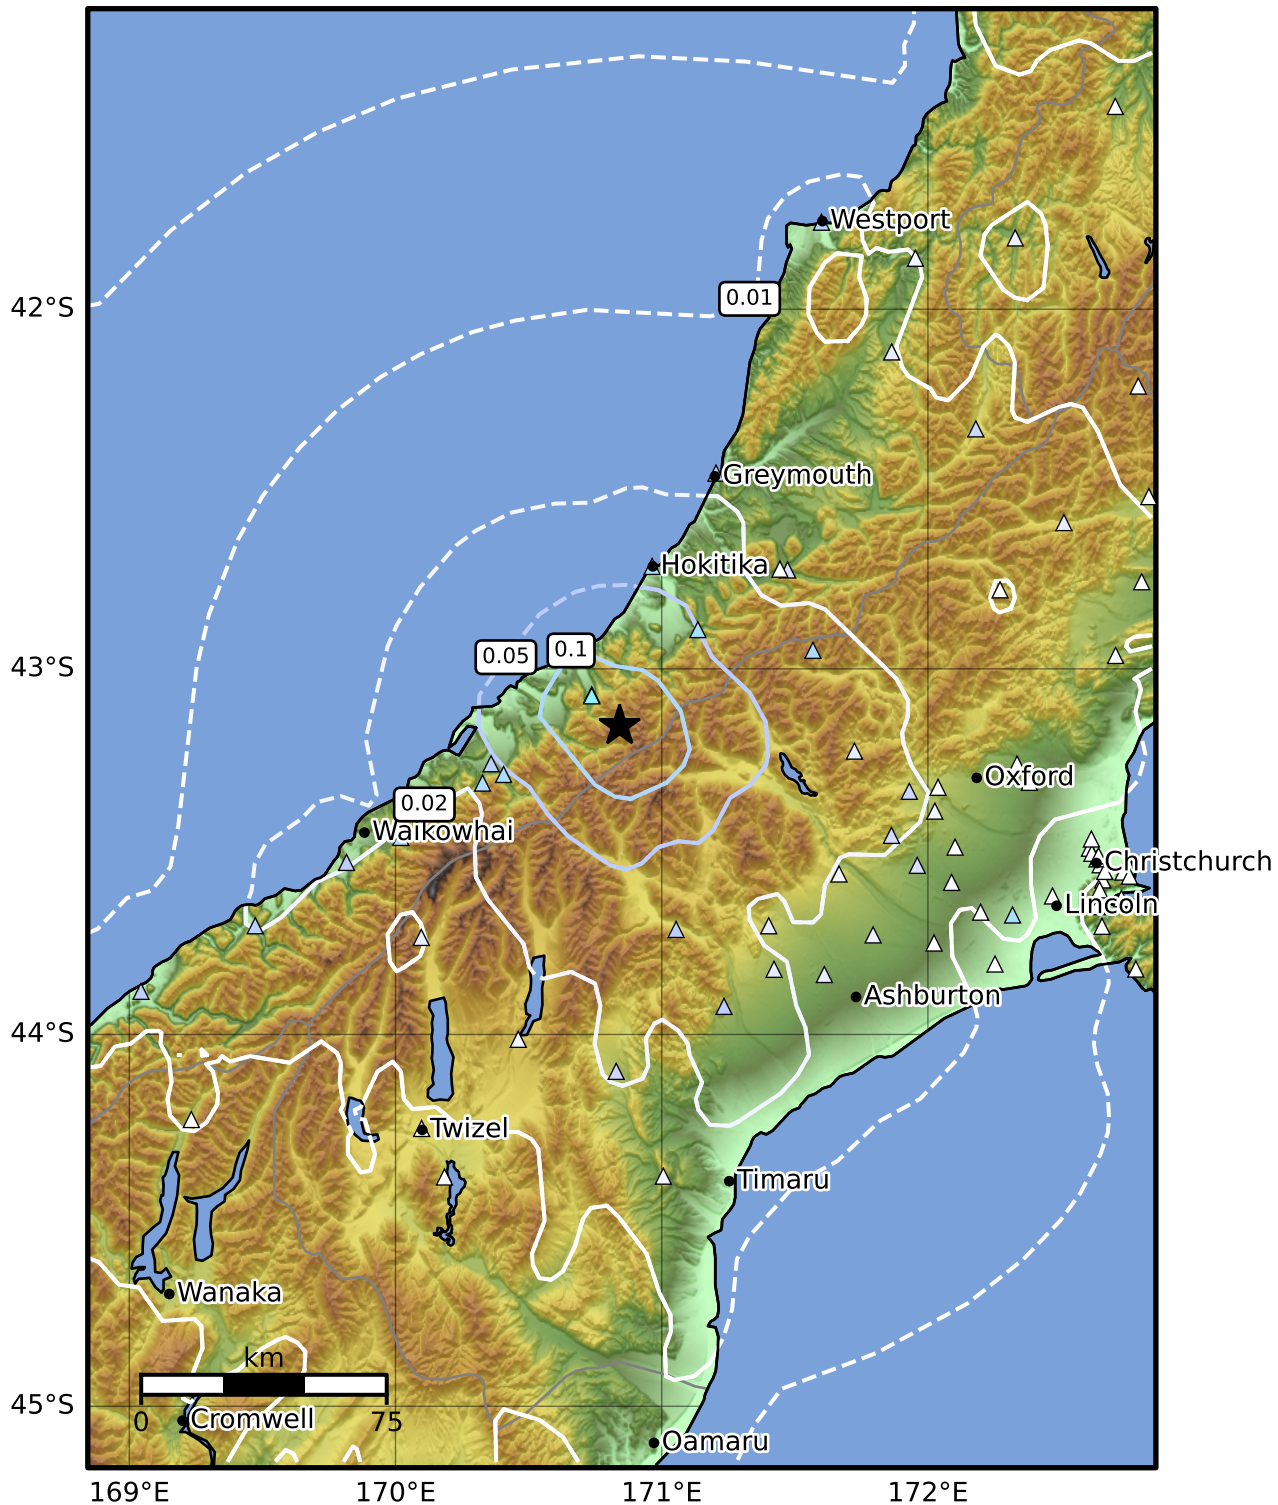 Westport
0.01
42°S
Greymouth
Hokitika
0.1
0.05
43°S
Oxford
0.02
Waikowhai
Christchurch
Lincoln
Ashburton
44°S
Twizel
Timaru
Wanaka
km
45°S
0
Cromwell
75
Oamaru
169°E
170°E
171°E
172°E